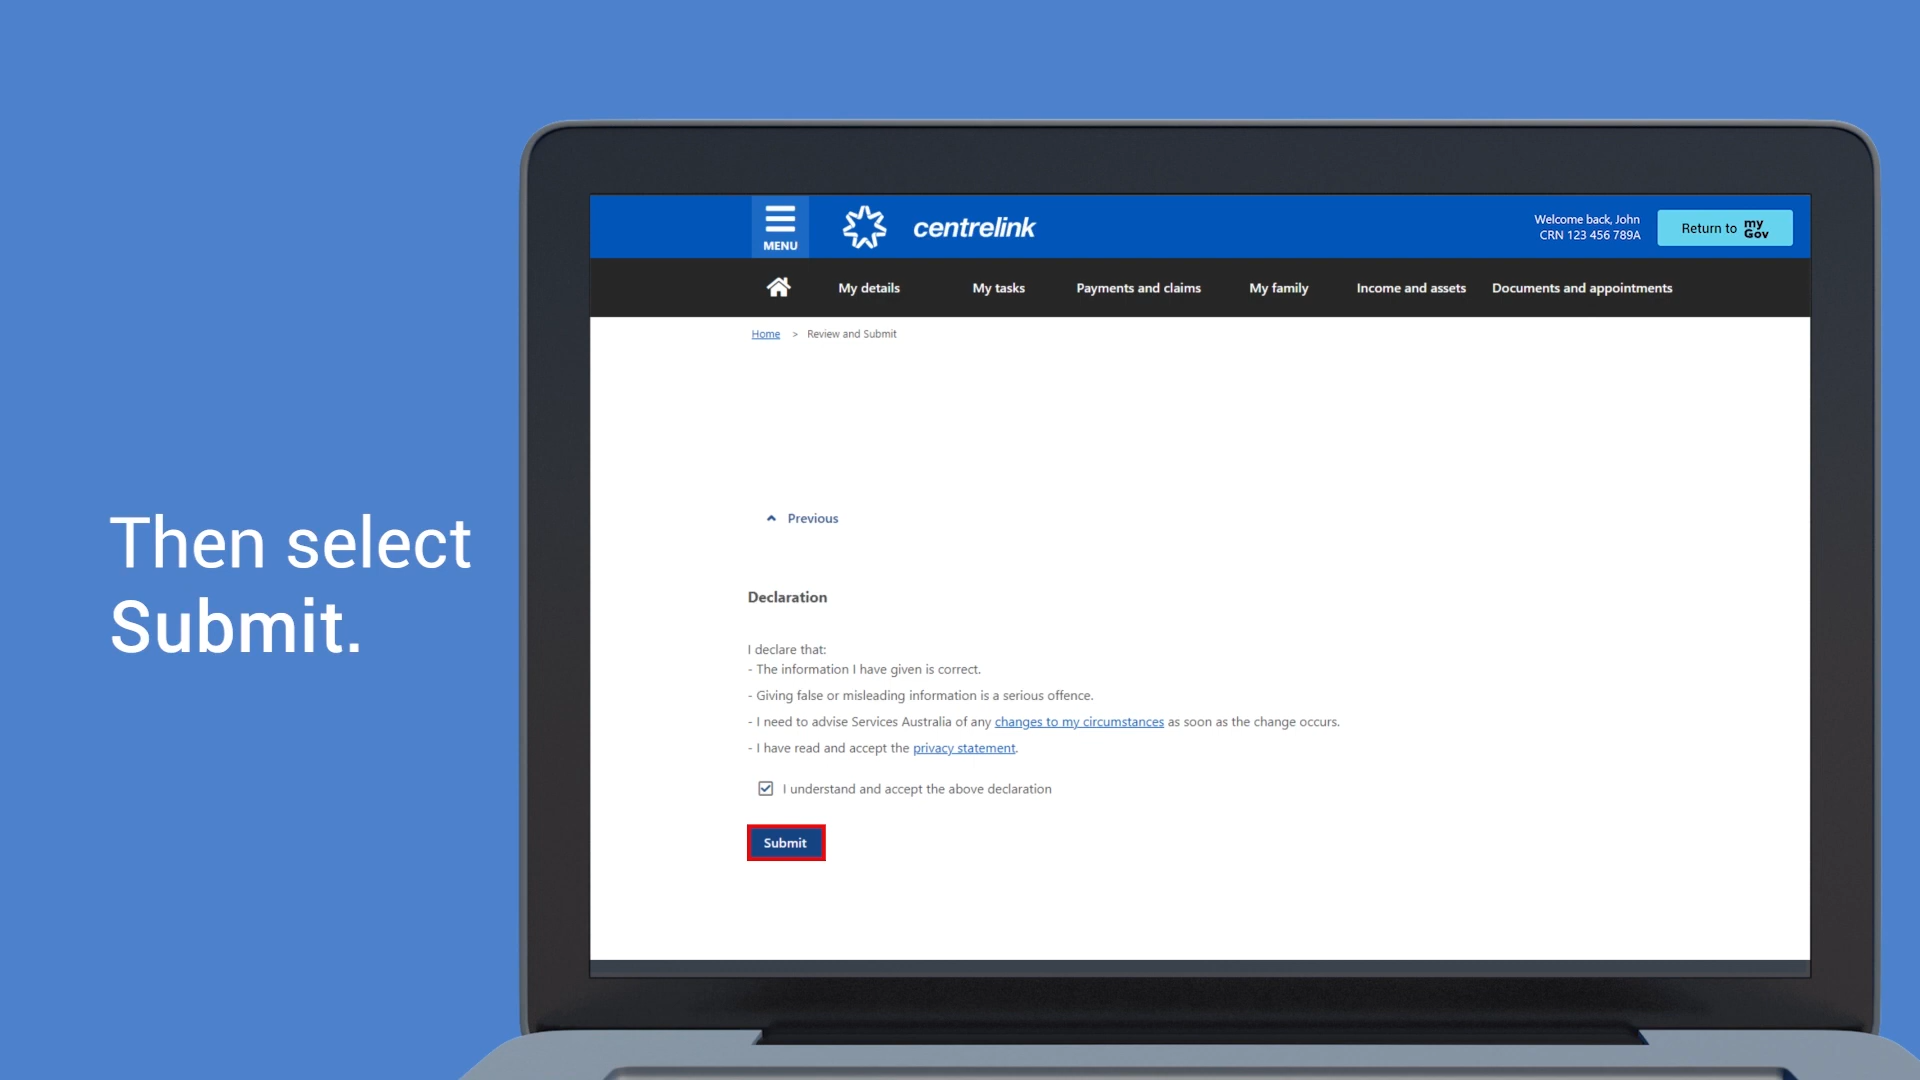 Then select
Submit.
MENU
centrelink
Welcome back, John
CRN 123 456 789A
Return to myGov
My details
My tasks
Payments and claims
My family
Income and assets
Documents and appointments
Home > Review and Submit
Previous
Declaration
I declare that:
- The information I have given is correct.
- Giving false or misleading information is a serious offence.
- I need to advise Services Australia of any changes to my circumstances as soon as the change occurs.
- I have read and accept the privacy statement.
I understand and accept the above declaration
Submit